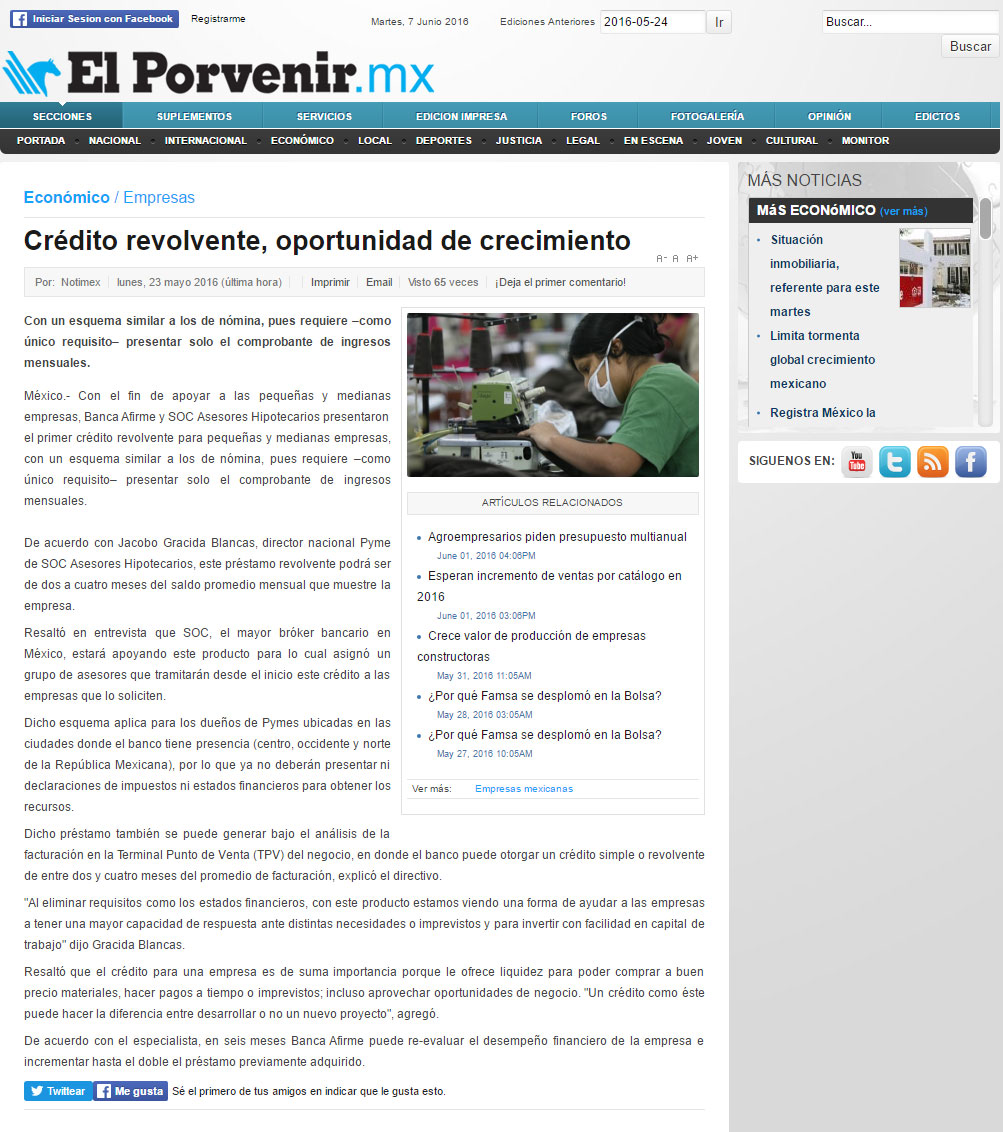 Iniciar Sesion con Facebook
Registrarme
Martes, 7 Junio 2016
Ediciones Anteriores
2016-05-24
Ir
Buscar...
Buscar
El Porvenir.mx
SECCIONES
SUPLEMENTOS
SERVICIOS
EDICION IMPRESA
FOROS
FOTOGALERÍA
OPINIÓN
EDICTOS
PORTADA
NACIONAL
INTERNACIONAL
ECONÓMICO
LOCAL
DEPORTES
JUSTICIA
LEGAL
EN ESCENA
JOVEN
CULTURAL
MONITOR
Económico / Empresas
Crédito revolvente, oportunidad de crecimiento
A- A A+
Por: Notimex
lunes, 23 mayo 2016 (última hora)
Imprimir
Email
Visto 65 veces
¡Deja el primer comentario!
Con un esquema similar a los de nómina, pues requiere –como
único requisito– presentar solo el comprobante de ingresos
mensuales.
México.- Con el fin de apoyar a las pequeñas y medianas
empresas, Banca Afirme y SOC Asesores Hipotecarios presentaron
el primer crédito revolvente para pequeñas y medianas empresas,
con un esquema similar a los de nómina, pues requiere –como
único requisito– presentar solo el comprobante de ingresos
mensuales.
De acuerdo con Jacobo Gracida Blancas, director nacional Pyme
de SOC Asesores Hipotecarios, este préstamo revolvente podrá ser
de dos a cuatro meses del saldo promedio mensual que muestre la
empresa.
Resaltó en entrevista que SOC, el mayor bróker bancario en
México, estará apoyando este producto para lo cual asignó un
grupo de asesores que tramitarán desde el inicio este crédito a las
empresas que lo soliciten.
Dicho esquema aplica para los dueños de Pymes ubicadas en las
ciudades donde el banco tiene presencia (centro, occidente y norte
de la República Mexicana), por lo que ya no deberán presentar ni
declaraciones de impuestos ni estados financieros para obtener los
recursos.
Dicho préstamo también se puede generar bajo el análisis de la
facturación en la Terminal Punto de Venta (TPV) del negocio, en donde el banco puede otorgar un crédito simple o revolvente
de entre dos y cuatro meses del promedio de facturación, explicó el directivo.
"Al eliminar requisitos como los estados financieros, con este producto estamos viendo una forma de ayudar a las empresas
a tener una mayor capacidad de respuesta ante distintas necesidades o imprevistos y para invertir con facilidad en capital de
trabajo" dijo Gracida Blancas.
Resaltó que el crédito para una empresa es de suma importancia porque le ofrece liquidez para poder comprar a buen
precio materiales, hacer pagos a tiempo o imprevistos; incluso aprovechar oportunidades de negocio. "Un crédito como éste
puede hacer la diferencia entre desarrollar o no un nuevo proyecto", agregó.
De acuerdo con el especialista, en seis meses Banca Afirme puede re-evaluar el desempeño financiero de la empresa e
incrementar hasta el doble el préstamo previamente adquirido.
Twittear
Me gusta
Sé el primero de tus amigos en indicar que le gusta esto.
ARTÍCULOS RELACIONADOS
Agroempresarios piden presupuesto multianual
June 01, 2016 04:06PM
Esperan incremento de ventas por catálogo en
2016
June 01, 2016 03:06PM
Crece valor de producción de empresas
constructoras
May 31, 2016 11:05AM
¿Por qué Famsa se desplomó en la Bolsa?
May 28, 2016 03:05AM
¿Por qué Famsa se desplomó en la Bolsa?
May 27, 2016 10:05AM
Ver más:
Empresas mexicanas
MÁS NOTICIAS
MáS ECONóMICO (ver más)
Situación
inmobiliaria,
referente para este
martes
Limita tormenta
global crecimiento
mexicano
Registra México la
SIGUENOS EN:
You
Tube